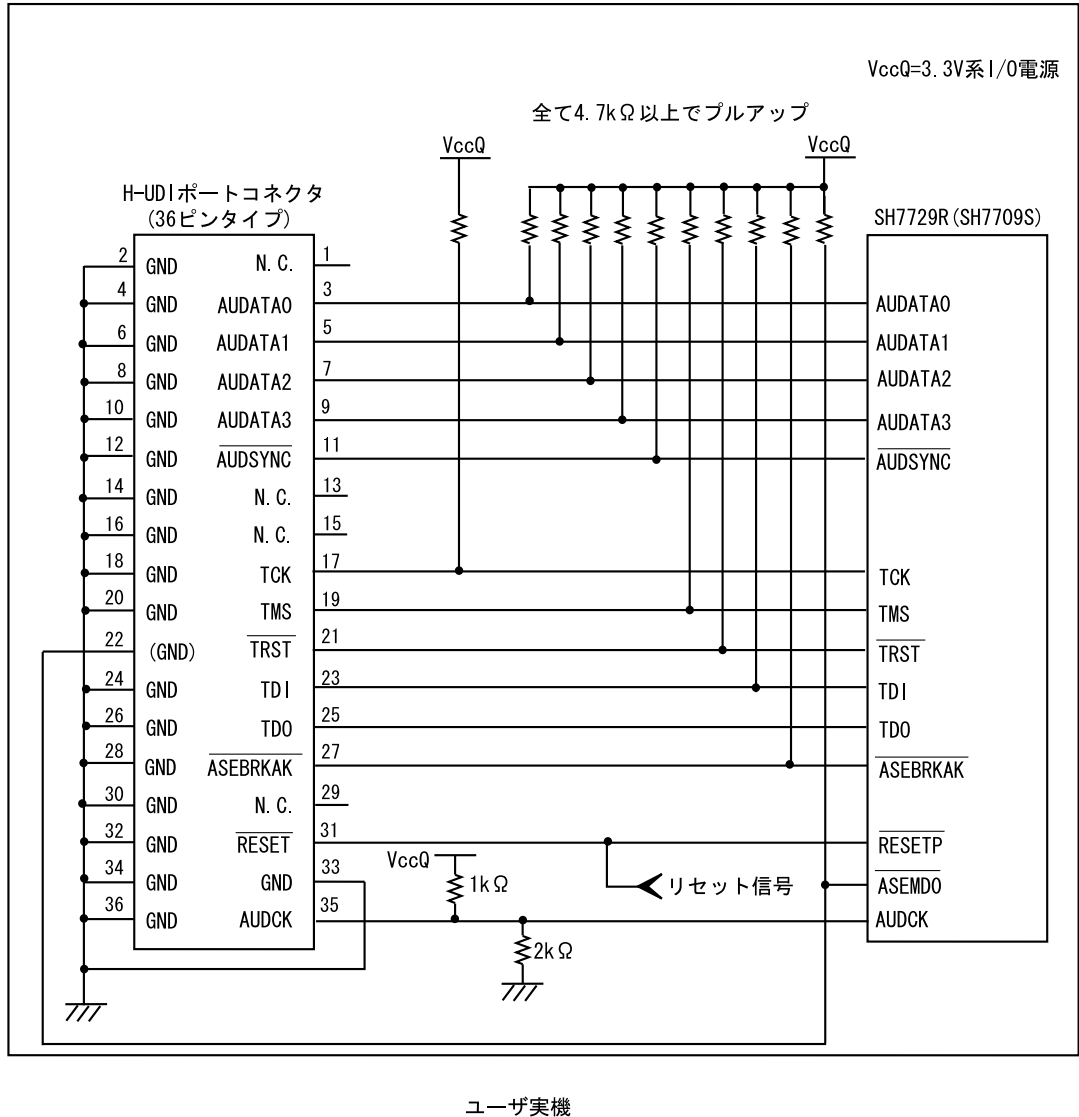 VccQ=3.3V系I/O電源
全て4.7kΩ以上でプルアップ
VccQ
VccQ
H-UDIポートコネクタ
(36ピンタイプ)
SH7729R(SH7709S)
2 GND N.C. 1
4 GND AUDATA0 3 AUDATA0
6 GND AUDATA1 5 AUDATA1
8 GND AUDATA2 7 AUDATA2
10 GND AUDATA3 9 AUDATA3
12 GND AUDSYNC 11 AUDSYNC
14 GND N.C. 13
16 GND N.C. 15
18 GND TCK 17 TCK
20 GND TMS 19 TMS
22 (GND) TRST 21 TRST
24 GND TDI 23 TDI
26 GND TDO 25 TDO
28 GND ASEBRKAK 27 ASEBRKAK
30 GND N.C. 29
32 GND RESET 31 RESETP
34 GND GND 33
VccQ
1kΩ
リセット信号
ASEMD0
36 GND AUDCK 35 AUDCK
2kΩ
ユーザ実機